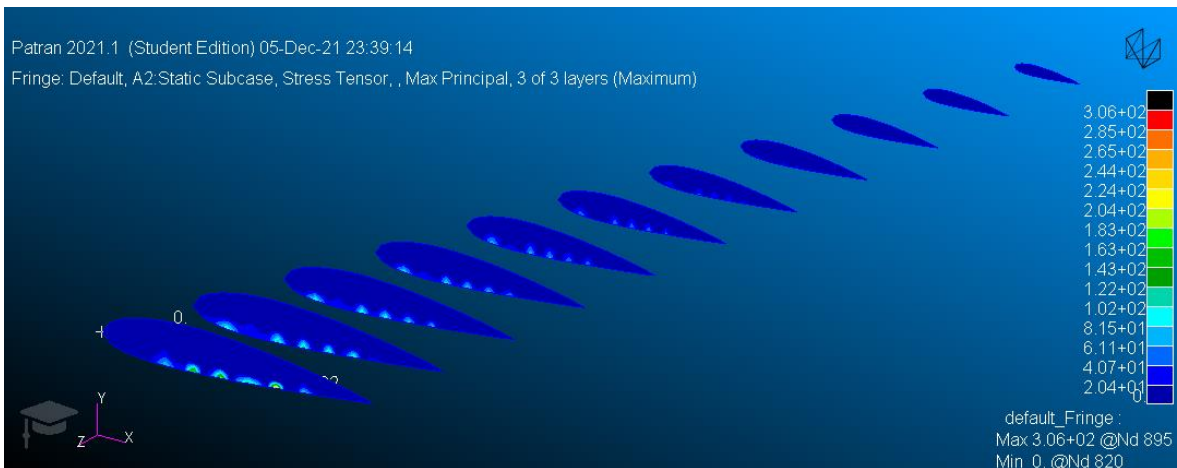 Patran 2021.1 (Student Edition) 05-Dec-21 23:39:14
Fringe: Default, A2:Static Subcase, Stress Tensor, , Max Principal, 3 of 3 layers (Maximum)
3.06+02
2.85+02
2.65+02
2.44+02
2.24+02
2.04+02
1.83+02
1.63+02
1.43+02
1.22+02
1.02+02
8.15+01
6.11+01
4.07+01
2.04+01
0.
0.
Y
Z
X
default_Fringe :
Max 3.06+02 @Nd 895
Min 0. @Nd 820